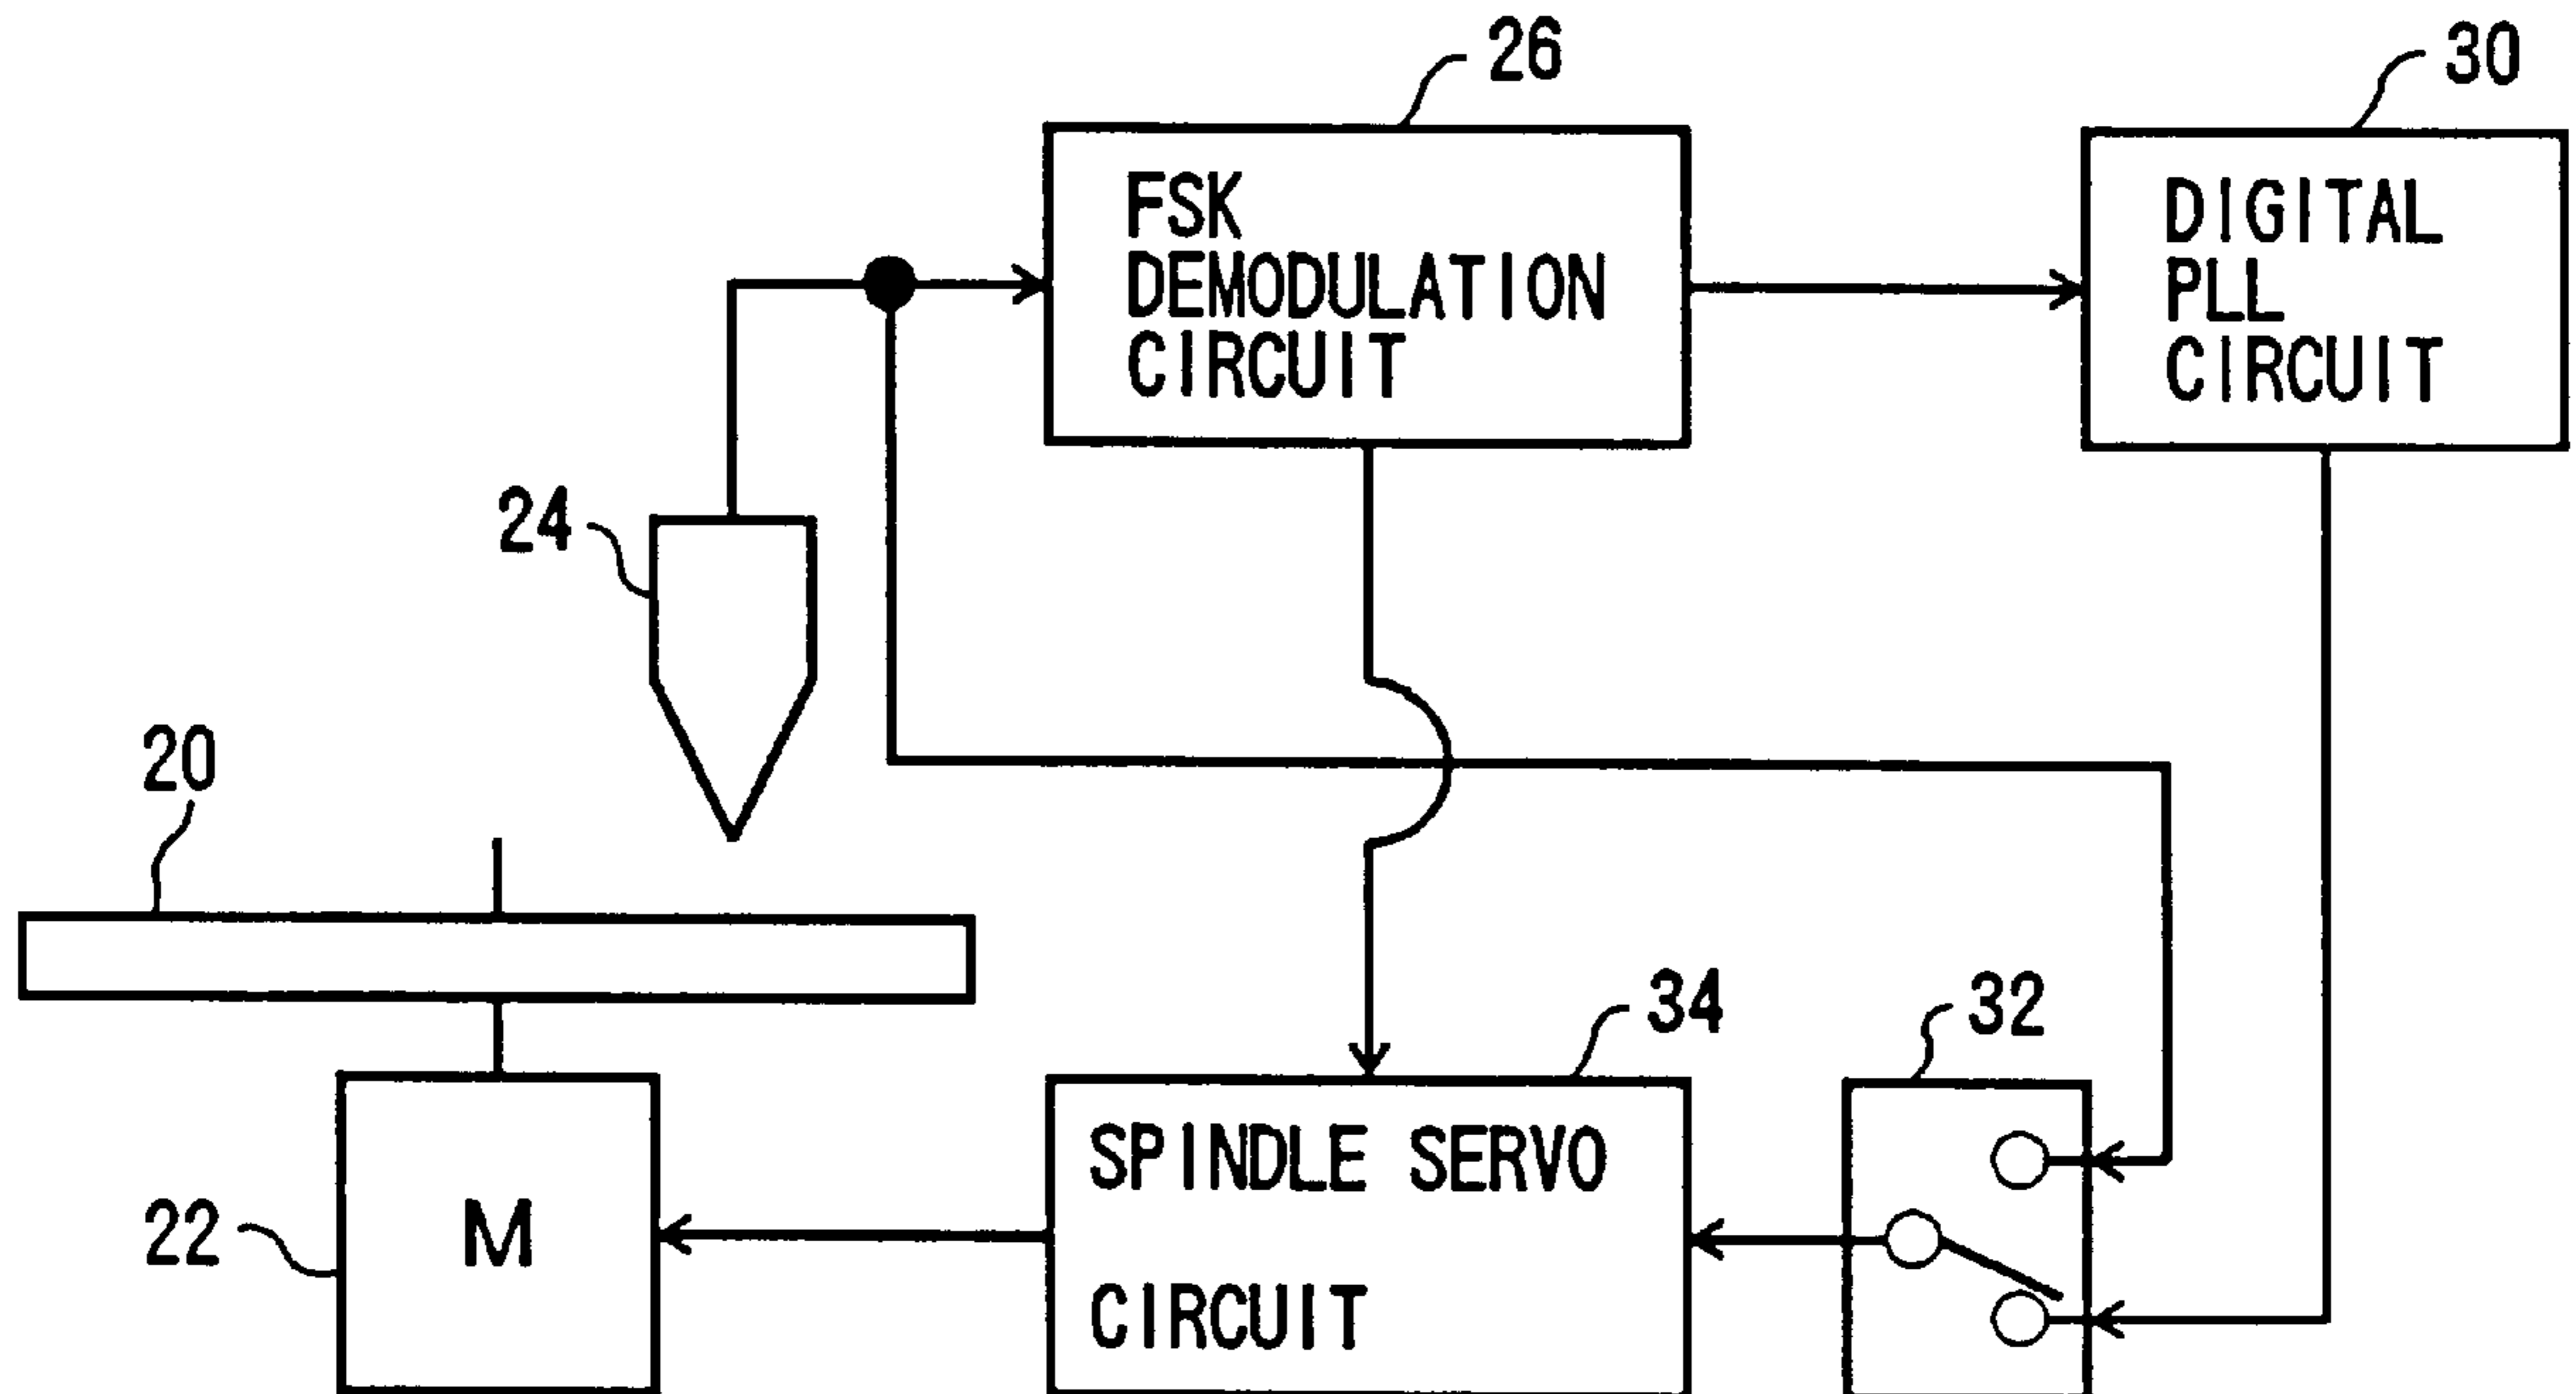 26
30
FSK
DEMODULATION
CIRCUIT
DIGITAL
PLL
CIRCUIT
24
20
34
32
22
M
SPINDLE SERVO
CIRCUIT